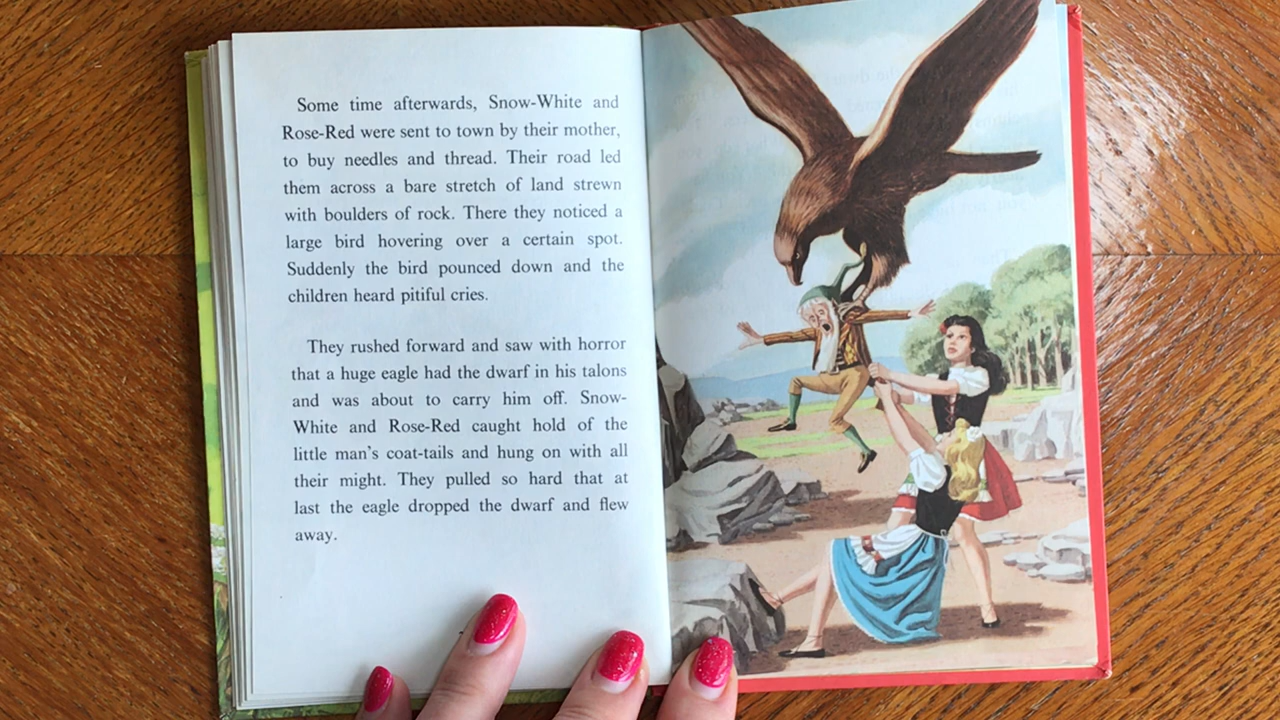 Some time afterwards, Snow-White and
Rose-Red were sent to town by their mother,
to buy needles and thread. Their road led
them across a bare stretch of land strewn
with boulders of rock. There they noticed a
large bird hovering over a certain spot.
Suddenly the bird pounced down and the
children heard pitiful cries.
They rushed forward and saw with horror
that a huge eagle had the dwarf in his talons
and was about to carry him off. Snow-
White and Rose-Red caught hold of the
little man's coat-tails and hung on with all
their might. They pulled so hard that at
last the eagle dropped the dwarf and flew
away.